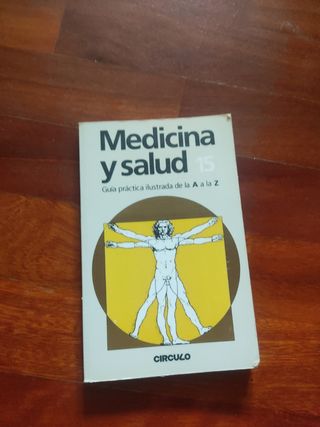 Medicina
y salud 15
Guía práctica ilustrada de la A a la Z
CIRCULO